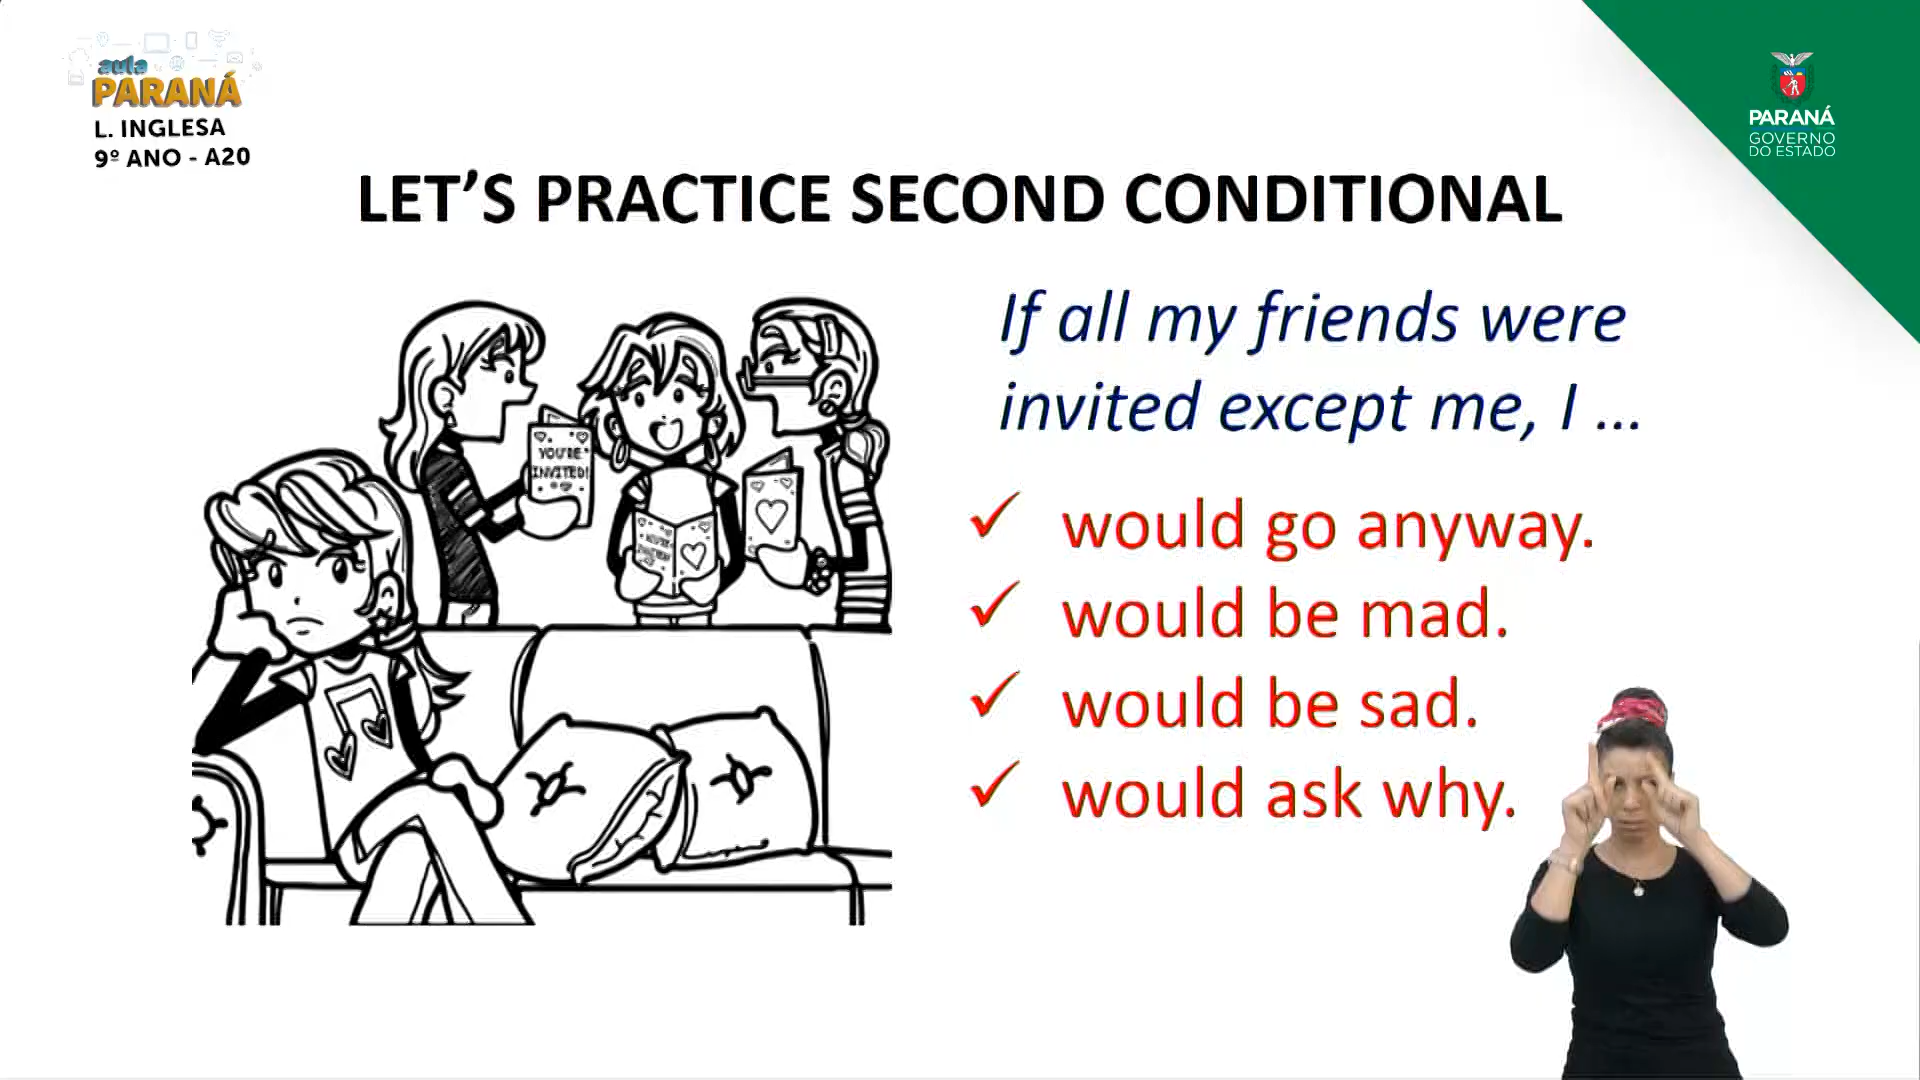 aula
PARANÁ
L. INGLESA
9º ANO - A20
PARANÁ
GOVERNO
DO ESTADO
LET’S PRACTICE SECOND CONDITIONAL
If all my friends were
invited except me, I ...
✓ would go anyway.
✓ would be mad.
✓ would be sad.
✓ would ask why.
YOU'RE
INVITED!